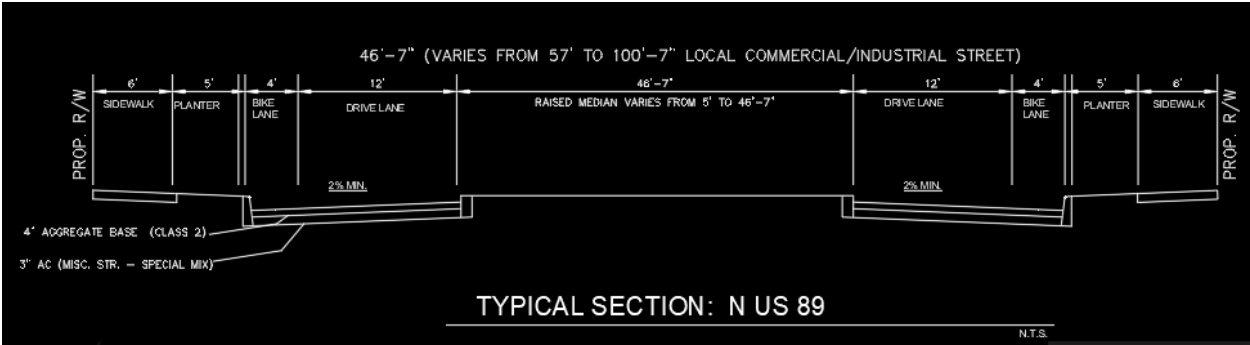 46'-7" (VARIES FROM 57' TO 100'-7" LOCAL COMMERCIAL/INDUSTRIAL STREET)
6' 5' 4' 12' 46'-7" 12' 4' 5' 6'
SIDEWALK PLANTER BIKE LANE DRIVE LANE RAISED MEDIAN VARIES FROM 5' TO 46'-7" DRIVE LANE BIKE LANE PLANTER SIDEWALK
PROP. R/W
PROP. R/W
2% MIN. 2% MIN.
4" AGGREGATE BASE (CLASS 2)
3" AC (MISC. STR. - SPECIAL MIX)
TYPICAL SECTION: N US 89
N.T.S.